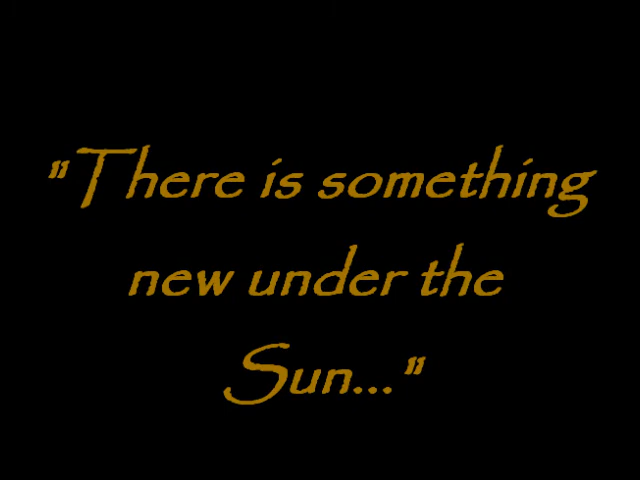 "There is something
new under the
Sun..."